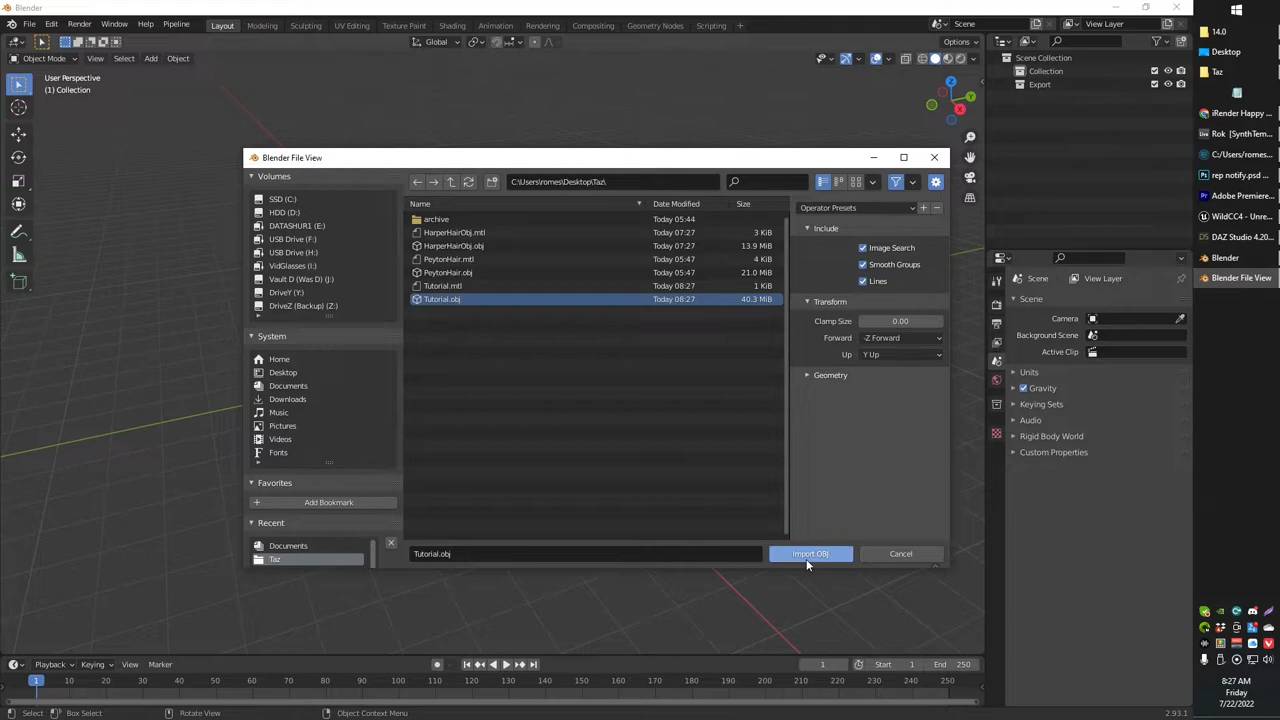 Blender
File Edit Render Window Help Pipeline Layout Modeling Sculpting UV Editing Texture Paint Shading Animation Rendering Compositing Geometry Nodes Scripting
Scene View Layer
Global
Options
Object Mode View Select Add Object
User Perspective
(1) Collection
Z
Y
X
Scene Collection
Collection
Export
Blender File View
Volumes
SSD (C:)
HDD (D:)
DATASHUR1 (E:)
USB Drive (F:)
USB Drive (H:)
VidGlasses (I:)
Vault D (Was D) (J:)
DriveY (Y:)
DriveZ (Backup) (Z:)
System
Home
Desktop
Documents
Downloads
Music
Pictures
Videos
Fonts
Favorites
Add Bookmark
Recent
Documents
Taz
C:\Users\romes\Desktop\Taz\
Name Date Modified Size
archive Today 05:44
HarperHairObj.mtl Today 07:27 3 KiB
HarperHairObj.obj Today 07:27 13.9 MiB
PeytonHair.mtl Today 05:47 4 KiB
PeytonHair.obj Today 05:47 21.0 MiB
Tutorial.mtl Today 08:27 1 KiB
Tutorial.obj Today 08:27 40.3 MiB
Operator Presets
Include
Image Search
Smooth Groups
Lines
Transform
Clamp Size 0.00
Forward -Z Forward
Up Y Up
Geometry
Tutorial.obj
Import OBJ
Cancel
Scene View Layer
Scene
Camera
Background Scene
Active Clip
Units
Gravity
Keying Sets
Audio
Rigid Body World
Custom Properties
14.0
Desktop
Taz
iRender Happy ...
Rok [SynthTem...
C:/Users/romes...
rep notify.psd ...
Adobe Premiere...
WildCC4 - Unre...
DAZ Studio 4.20...
Blender
Blender File View
Playback Keying View Marker
1 Start 1 End 250
1 10 20 30 40 50 60 70 80 90 100 110 120 130 140 150 160 170 180 190 200 210 220 230 240 250
Select Box Select Rotate View Object Context Menu
2.93.1
8:27 AM
Friday
7/22/2022